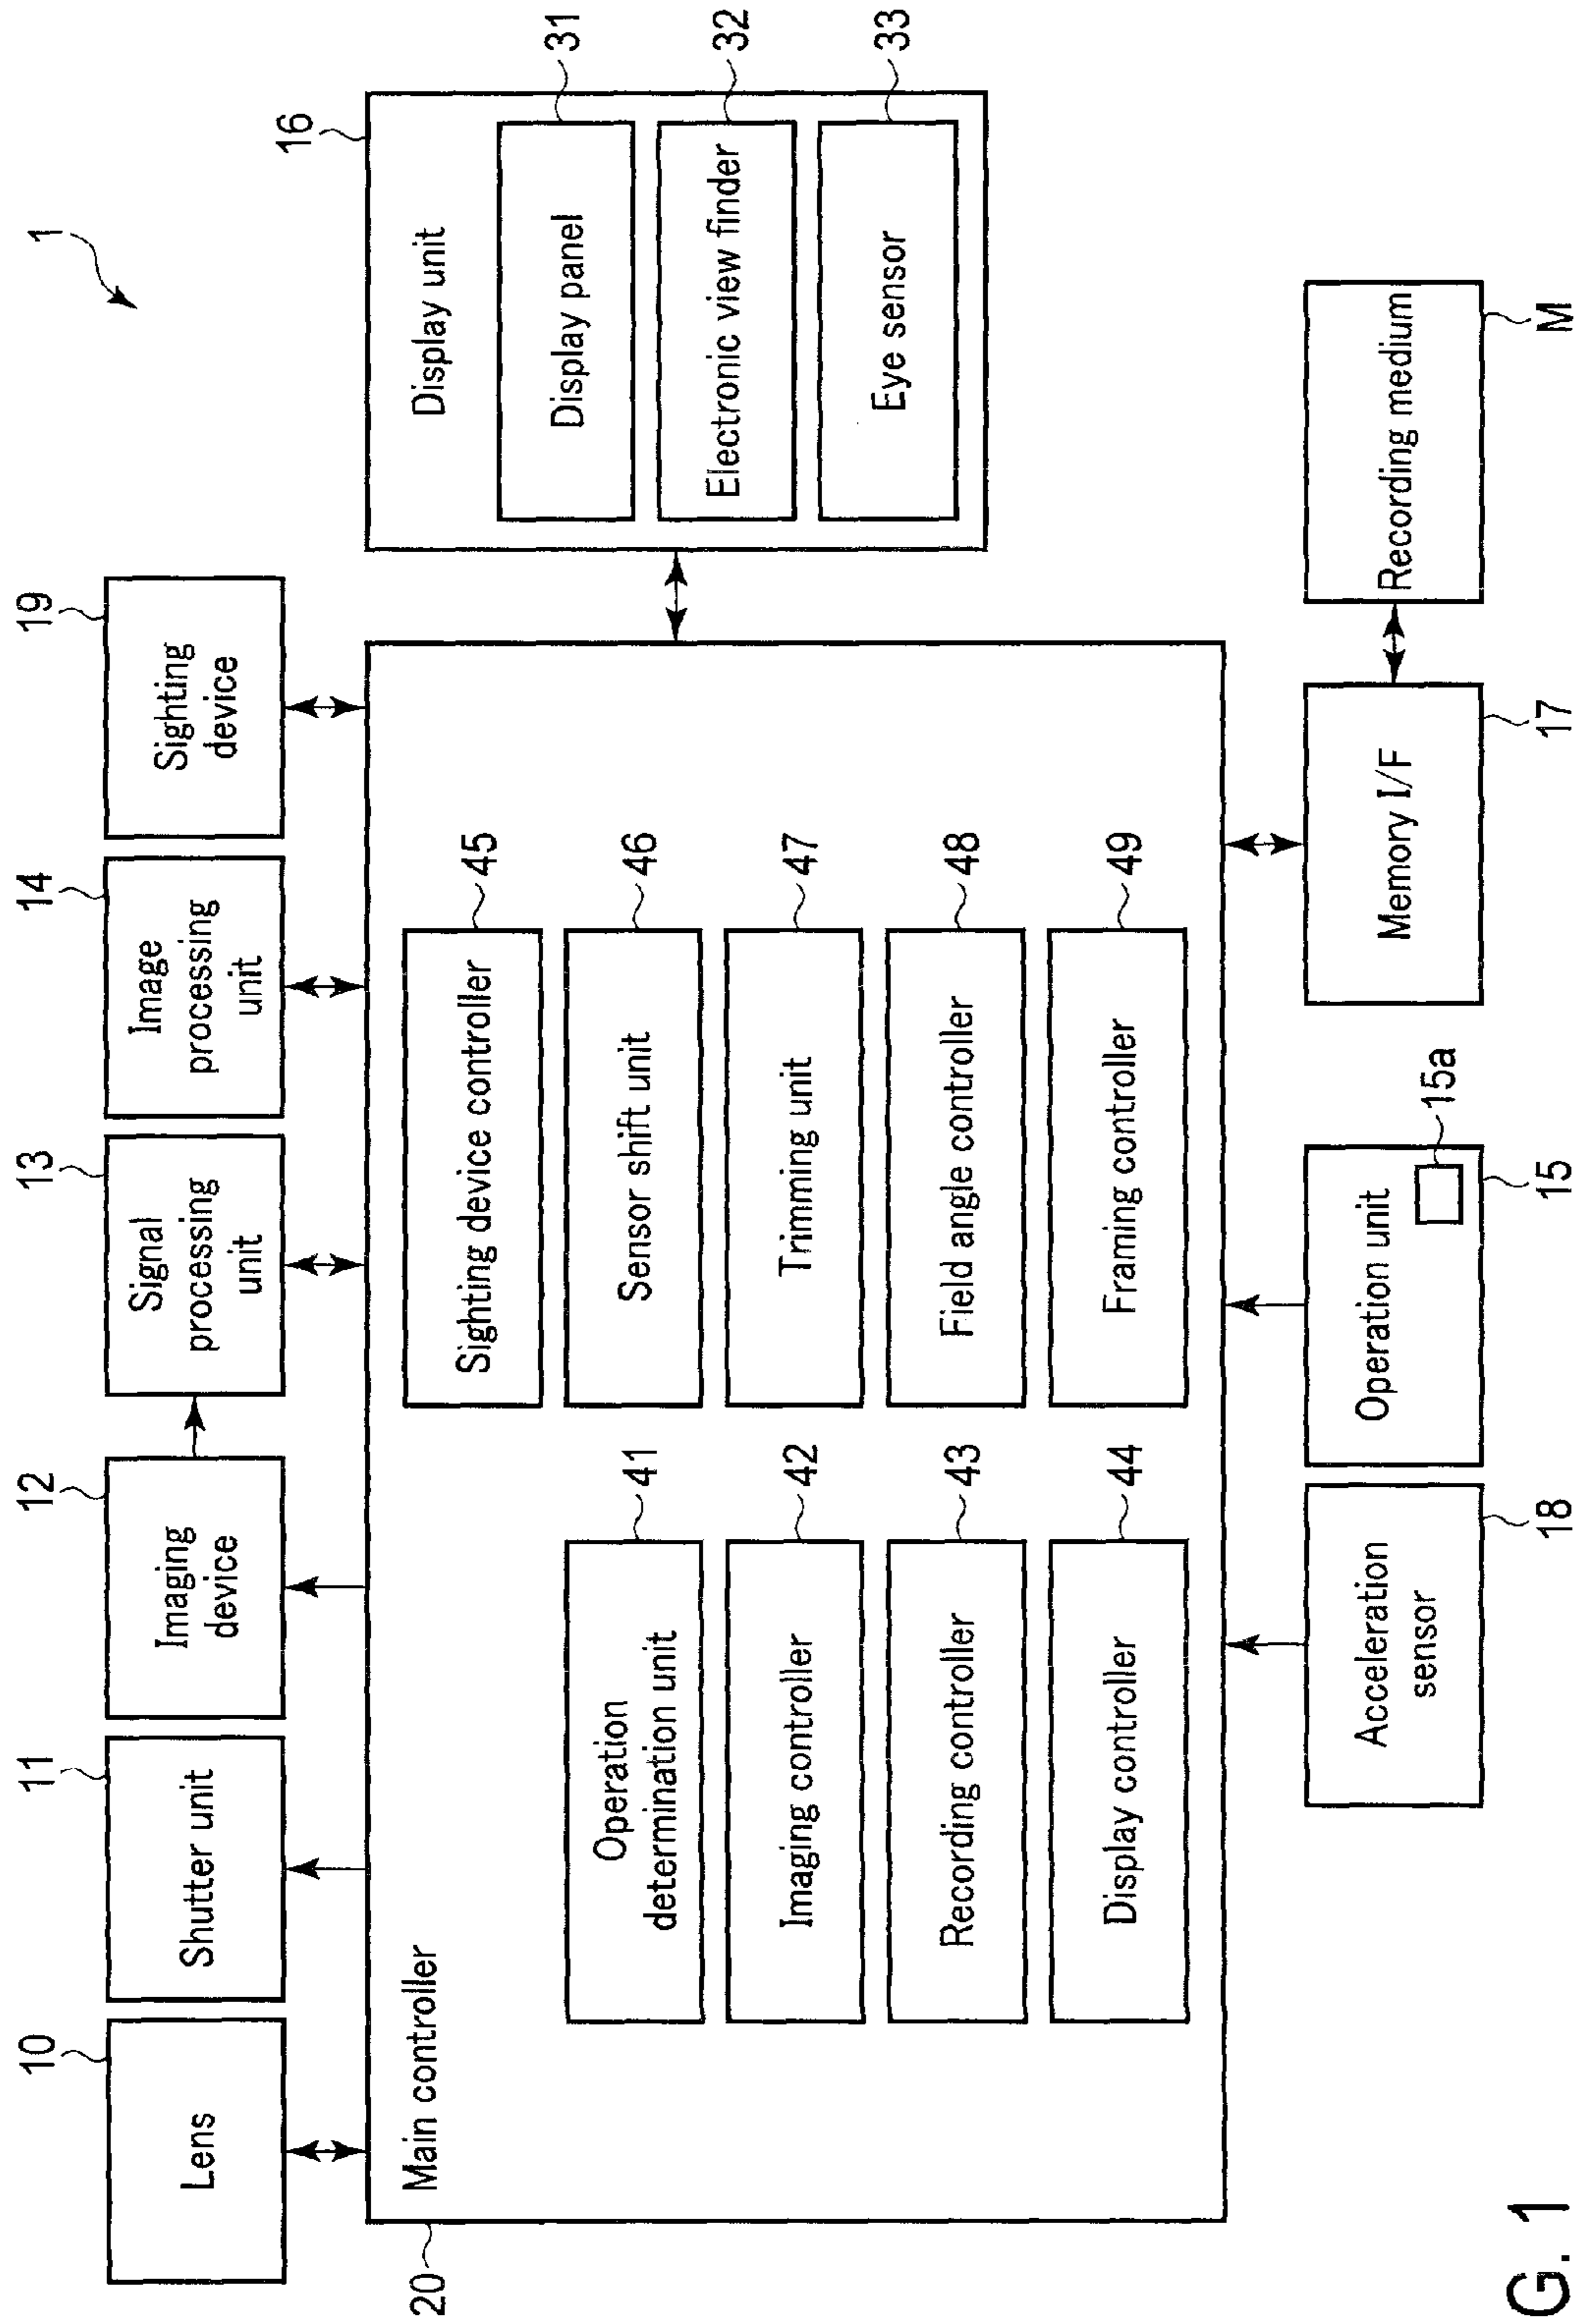 1
10
11
12
13
14
19
Lens
Shutter unit
Imaging
device
Signal
processing
unit
Image
processing
unit
Sighting
device
20
Main controller
Operation
determination unit
41
Imaging controller
42
Recording controller
43
Display controller
44
Sighting device controller
45
Sensor shift unit
46
Trimming unit
47
Field angle controller
48
Framing controller
49
16
Display unit
Display panel
31
Electronic view finder
32
Eye sensor
33
Acceleration
sensor
18
Operation unit
15a
15
Memory I/F
17
Recording medium
M
G. 1